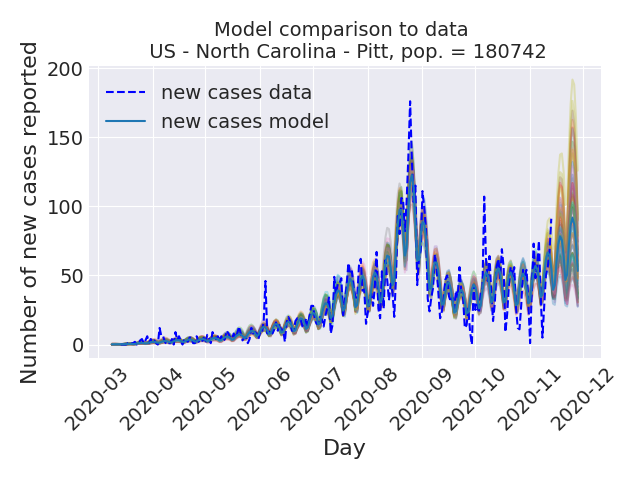 Model comparison to data
US - North Carolina - Pitt, pop. = 180742
Number of new cases reported
200
150
100
50
0
new cases data
new cases model
2020-03
2020-04
2020-05
2020-06
2020-07
2020-08
2020-09
2020-10
2020-11
2020-12
Day